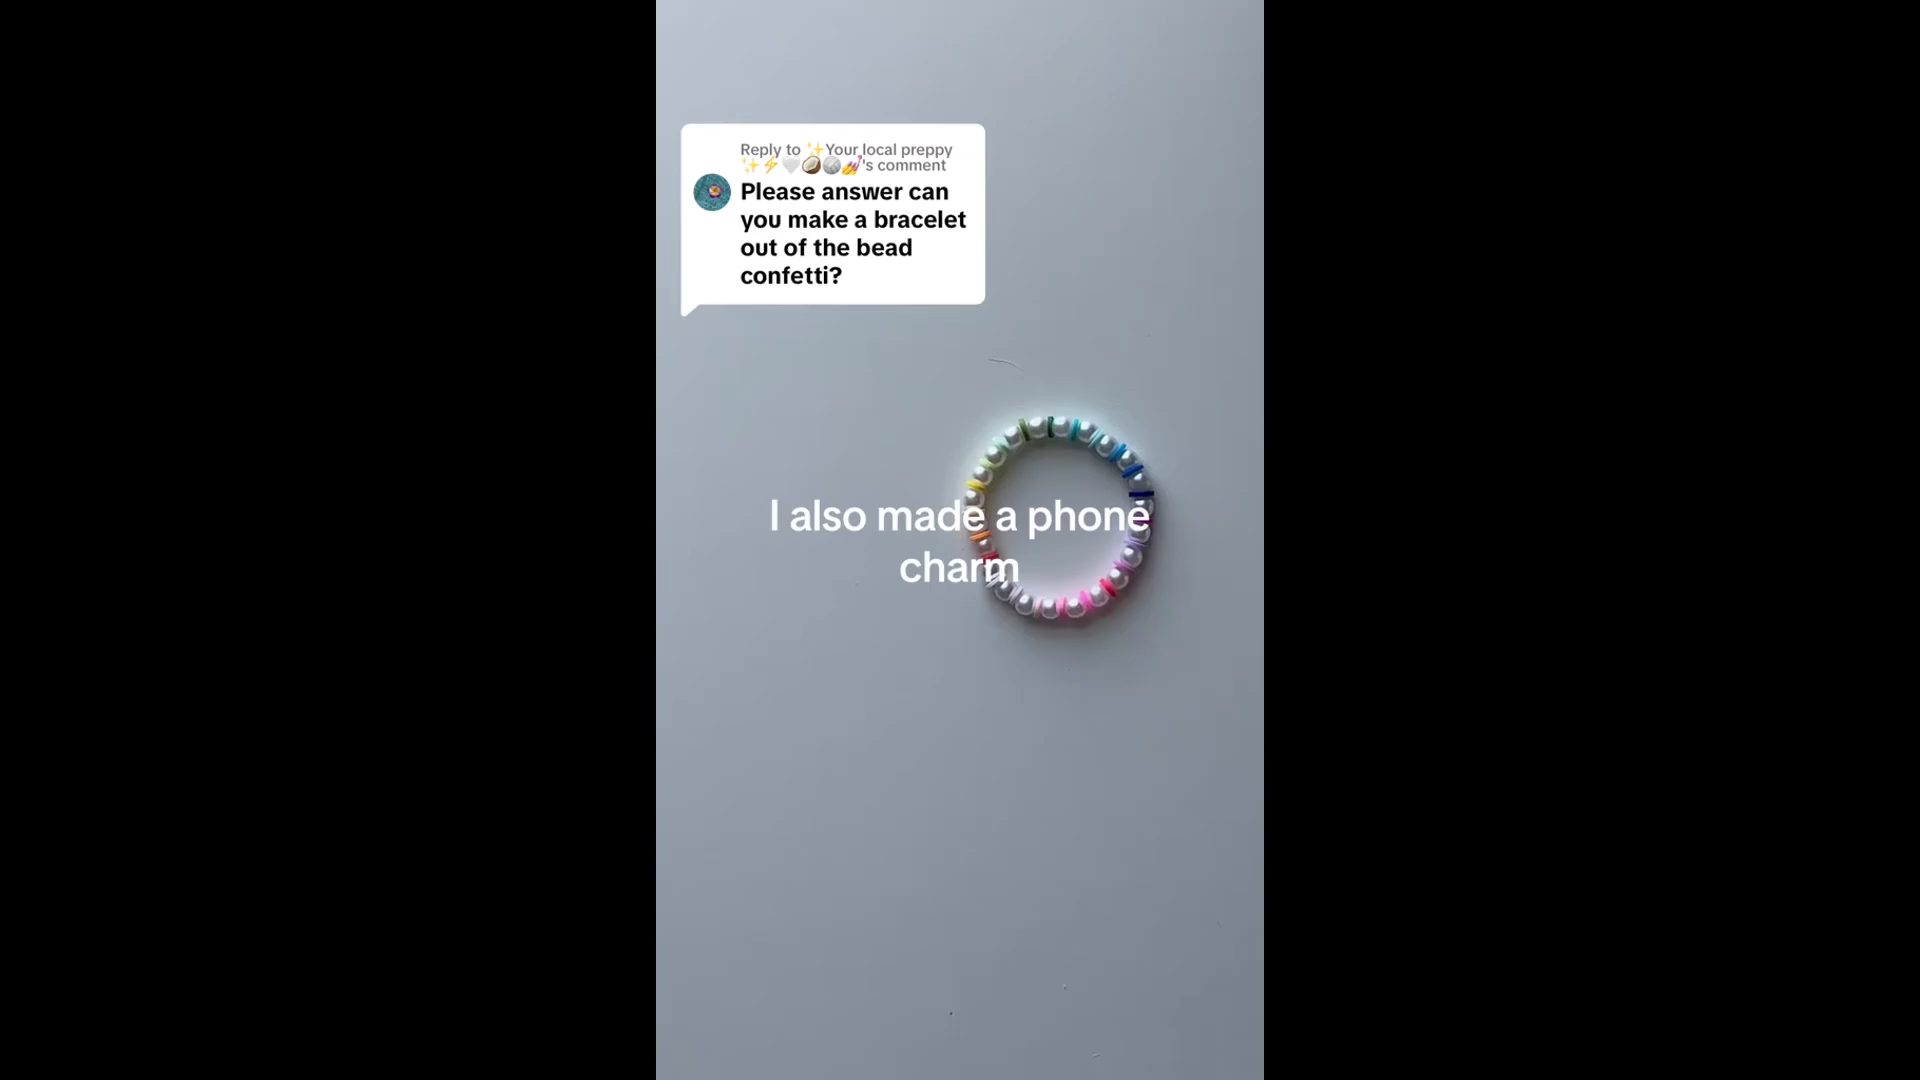 Reply to ✨Your local preppy
✨⚡🤍🥥🏐💅's comment
Please answer can
you make a bracelet
out of the bead
confetti?
I also made a phone
charm